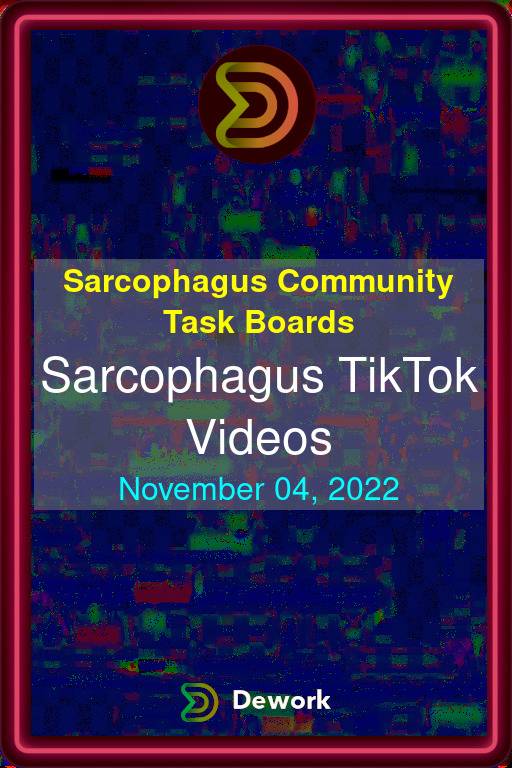 Sarcophagus Community
Task Boards
Sarcophagus TikTok
Videos
November 04, 2022
Dework